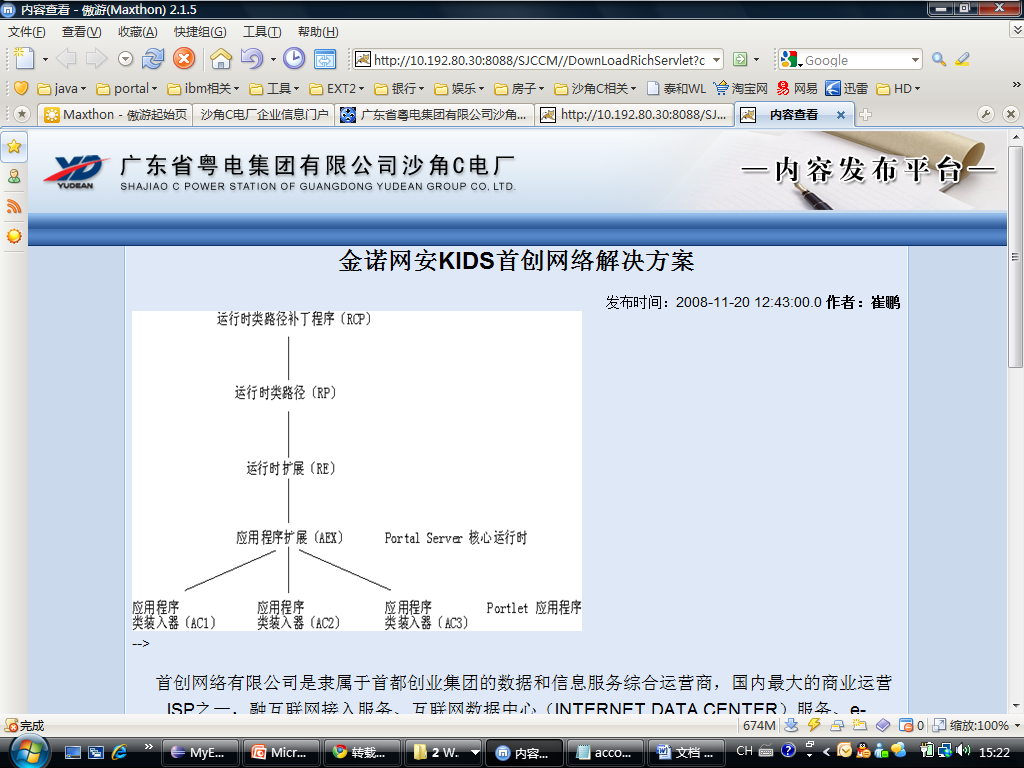 内容查看 - 傲游(Maxthon) 2.1.5
文件(F) 查看(V) 收藏(A) 快捷组(G) 工具(T) 帮助(H)
http://10.192.80.30:8088/SJCCM//DownLoadRichServlet?c
Google
java portal ibm相关 工具 EXT2 银行 娱乐 房子 沙角C相关 泰和WL 淘宝网 网易 迅雷 HD
Maxthon - 傲游起始页 沙角C电厂企业信息门户 广东省粤电集团有限公司沙角... http://10.192.80.30:8088/SJ... 内容查看
YD YUDEAN
广东省粤电集团有限公司沙角C电厂
SHAJIAO C POWER STATION OF GUANGDONG YUDEAN GROUP CO. LTD.
—内容发布平台—
金诺网安KIDS首创网络解决方案
发布时间：2008-11-20 12:43:00.0 作者：崔鹏
运行时类路径补丁程序（RCP）
运行时类路径（RP）
运行时扩展（RE）
应用程序扩展（AEX） Portal Server 核心运行时
应用程序 应用程序 应用程序 Portlet 应用程序
类装入器（AC1） 类装入器（AC2） 类装入器（AC3）
-->
首创网络有限公司是隶属于首都创业集团的数据和信息服务综合运营商，国内最大的商业运营
ISP之一，融互联网接入服务、互联网数据中心（INTERNET DATA CENTER）服务、e-
完成 674M 0 缩放:100%
MyE... Micr... 转载... 2 W... 内容... acco... 文档 ... CH 15:22